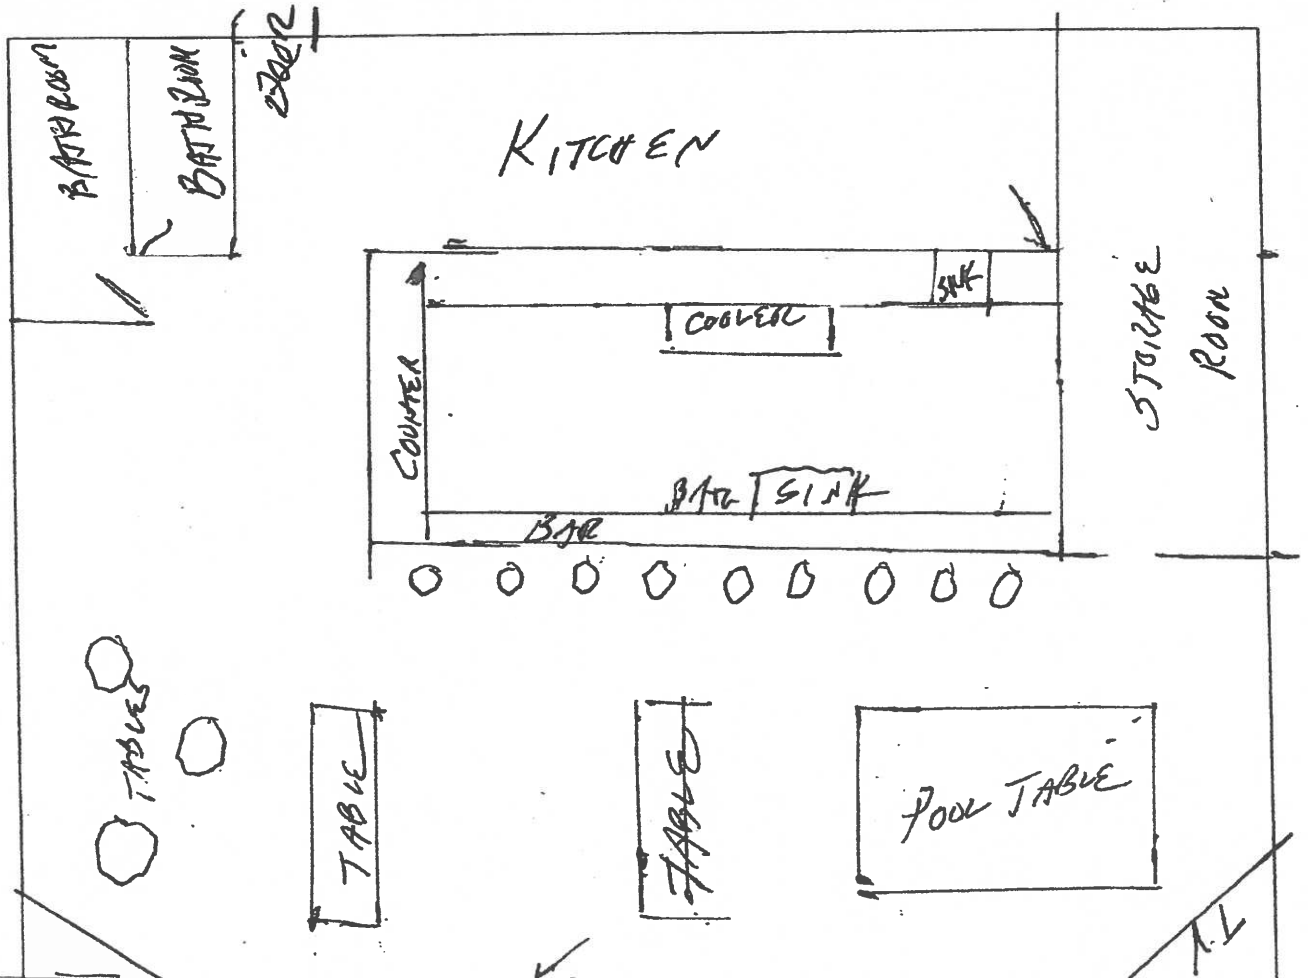 BATHROOM
BATHROOM
DOOR
KITCHEN
SINK
COOLER
STORAGE
ROOM
COUNTER
BAR SINK
BAR
TABLES
TABLE
TABLE
POOL TABLE